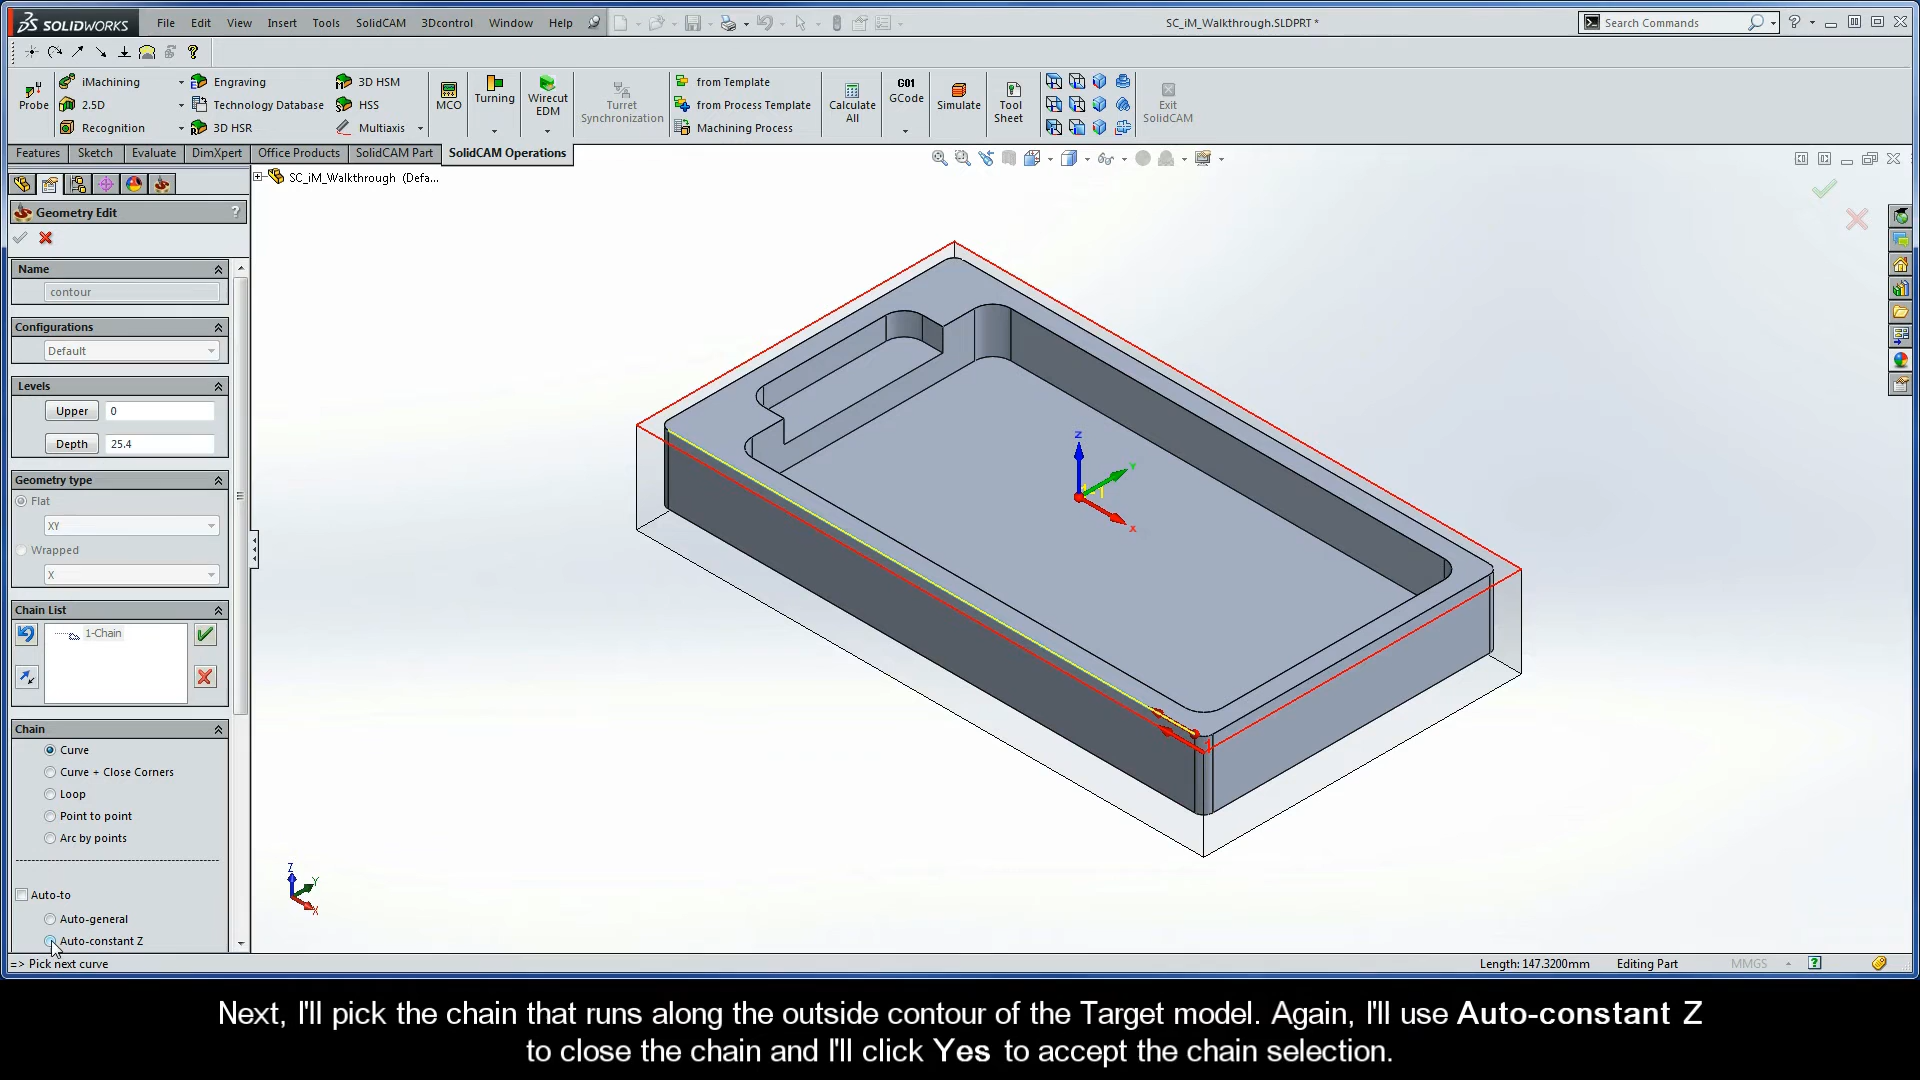 SOLIDWORKS File Edit View Insert Tools SolidCAM 3Dcontrol Window Help SC_iM_Walkthrough.SLDPRT * Search Commands
Probe iMachining 2.5D Recognition Engraving Technology Database 3D HSR 3D HSM HSS Multiaxis MCO Turning Wirecut EDM Turret Synchronization from Template from Process Template Machining Process Calculate All G01 GCode Simulate Tool Sheet Exit SolidCAM
Features Sketch Evaluate DimXpert Office Products SolidCAM Part SolidCAM Operations
SC_iM_Walkthrough (Defa...
Geometry Edit ?
Name
contour
Configurations
Default
Levels
Upper 0
Depth 25.4
Geometry type
Flat
XY
Wrapped
X
Chain List
1-Chain
Chain
Curve
Curve + Close Corners
Loop
Point to point
Arc by points
Auto-to
Auto-general
Auto-constant Z
Z
Y
X
1
Z
Y
X
=> Pick next curve Length: 147.3200mm Editing Part MMGS
Next, I'll pick the chain that runs along the outside contour of the Target model. Again, I'll use Auto-constant Z
to close the chain and I'll click Yes to accept the chain selection.